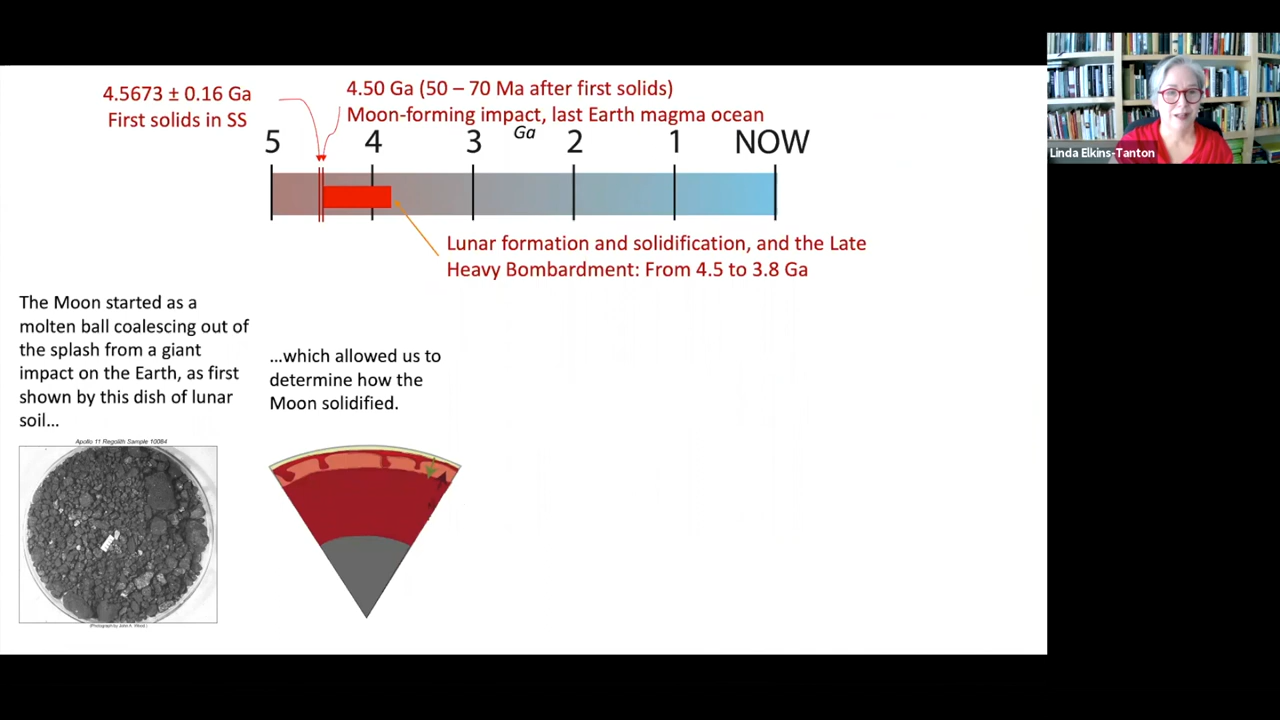 4.5673 ± 0.16 Ga
First solids in SS
4.50 Ga (50 – 70 Ma after first solids)
Moon-forming impact, last Earth magma ocean
Ga
5 4 3 2 1 NOW
Linda Elkins-Tanton
Lunar formation and solidification, and the Late
Heavy Bombardment: From 4.5 to 3.8 Ga
The Moon started as a
molten ball coalescing out of
the splash from a giant
impact on the Earth, as first
shown by this dish of lunar
soil…
…which allowed us to
determine how the
Moon solidified.
Apollo 11 Regolith Sample 10084
(Photograph by John A. Wood.)